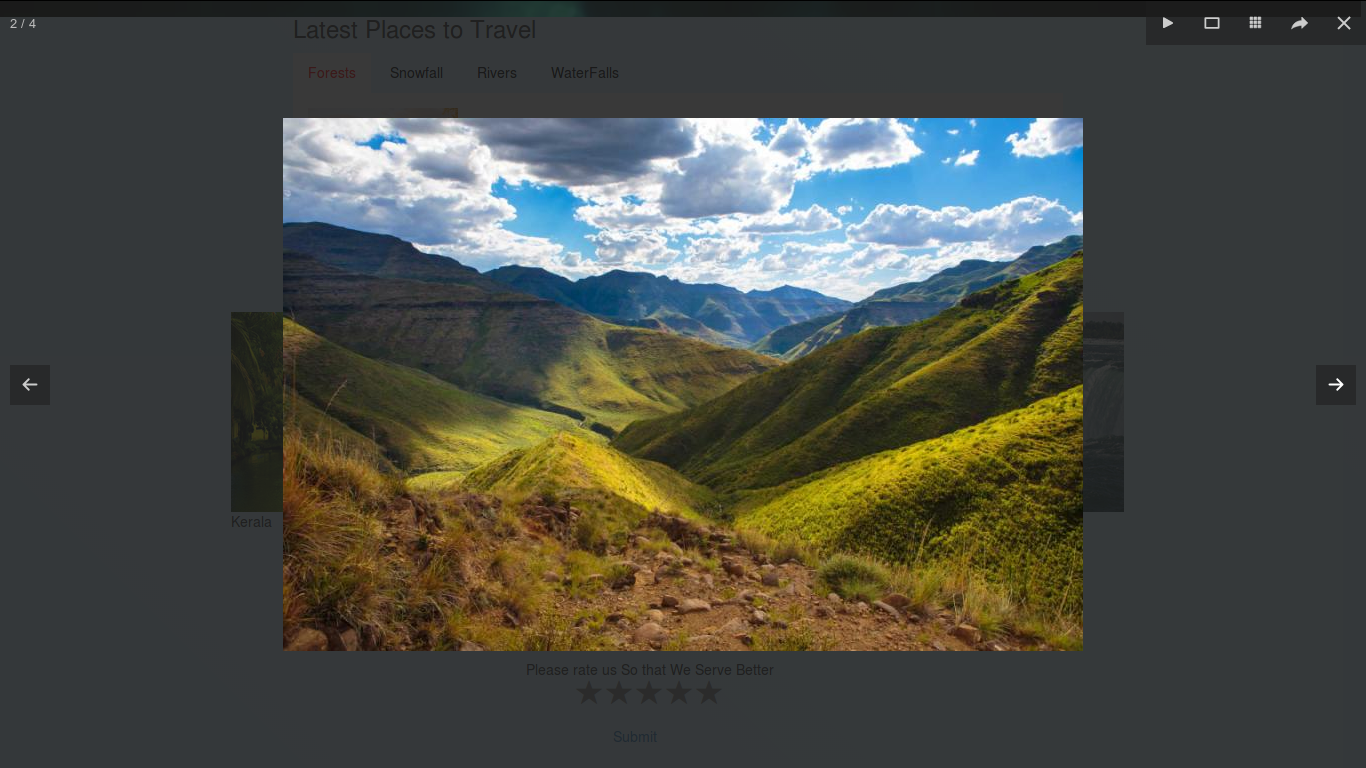 2 / 4
Latest Places to Travel
Forests Snowfall Rivers WaterFalls
Kerala
Please rate us So that We Serve Better
Submit